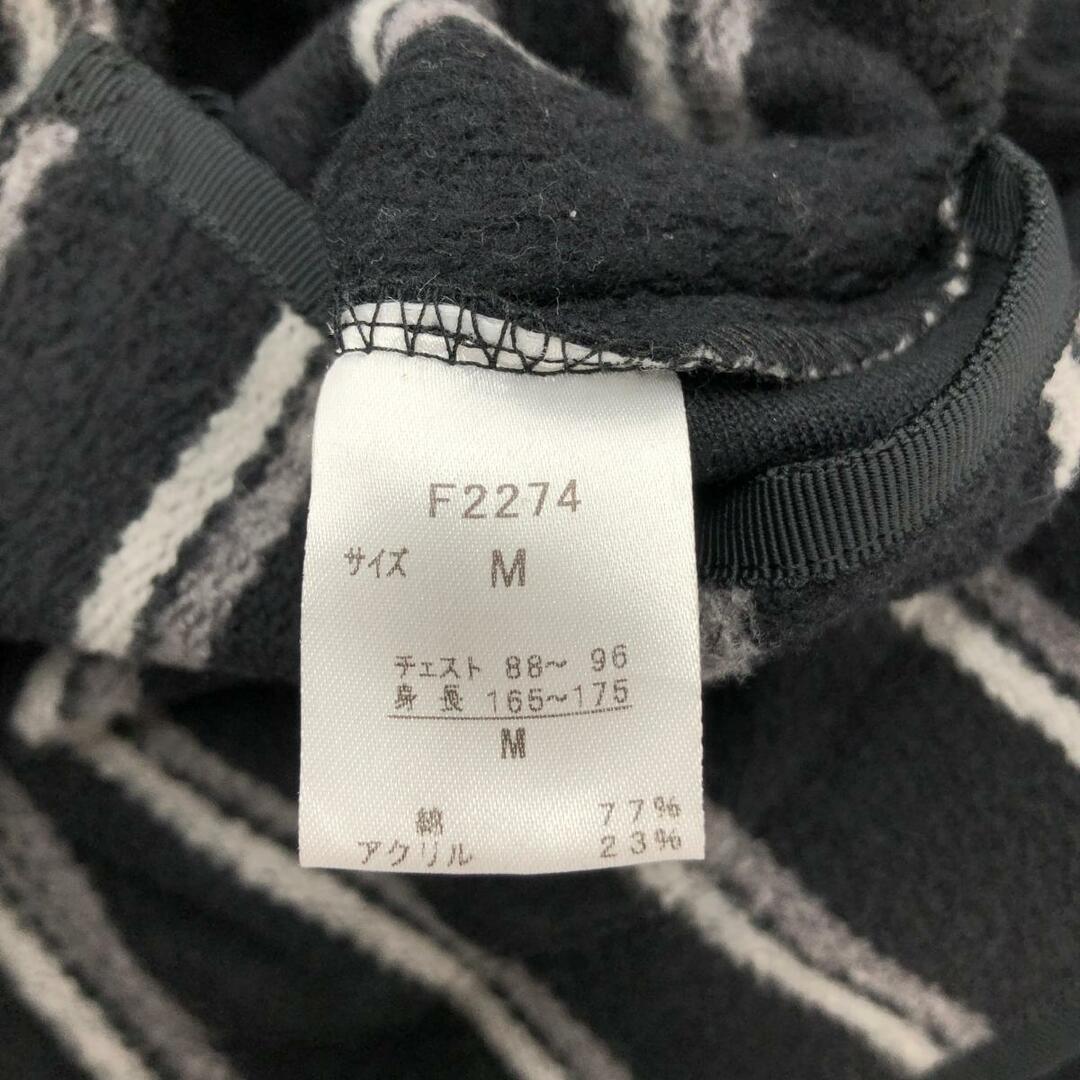 F2274
サイズ M
チェスト 88～ 96
身長 165～175
M
綿 77%
アクリル 23%